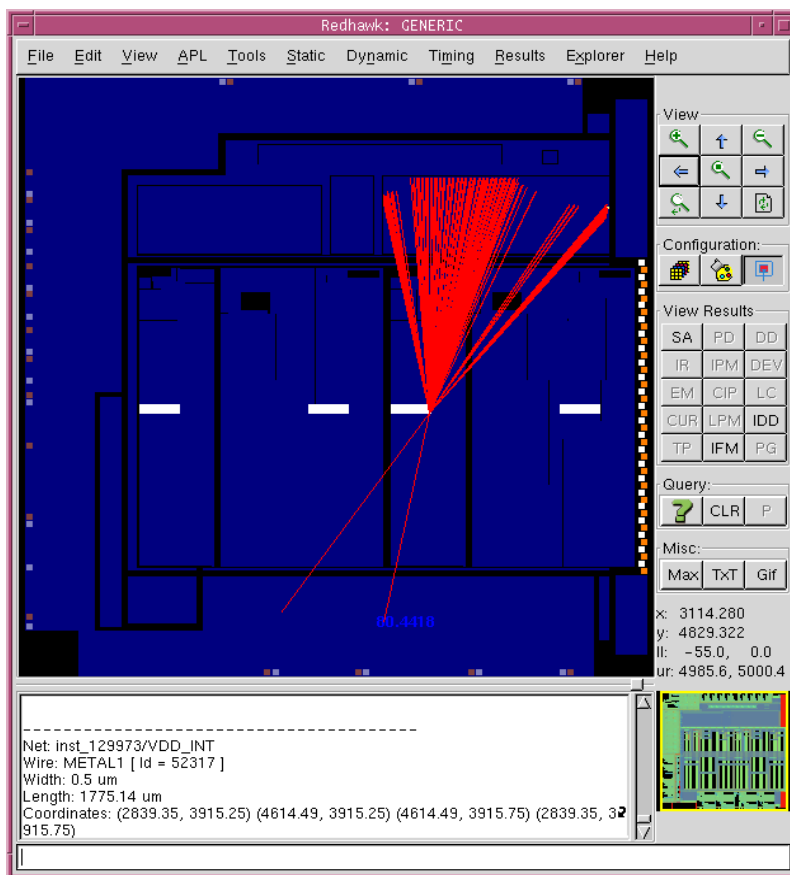 Redhawk: GENERIC
File Edit View APL Tools Static Dynamic Timing Results Explorer Help
View
Configuration:
View Results
SA PD DD
IR IPM DEV
EM CIP LC
CUR LPM IDD
TP IFM PG
Query:
CLR P
Misc:
Max TxT Gif
x: 3114.280
y: 4829.322
ll: -55.0, 0.0
ur: 4985.6, 5000.4
Net: inst_129973/VDD_INT
Wire: METAL1 [ Id = 52317 ]
Width: 0.5 um
Length: 1775.14 um
Coordinates: (2839.35, 3915.25) (4614.49, 3915.25) (4614.49, 3915.75) (2839.35, 3
915.75)